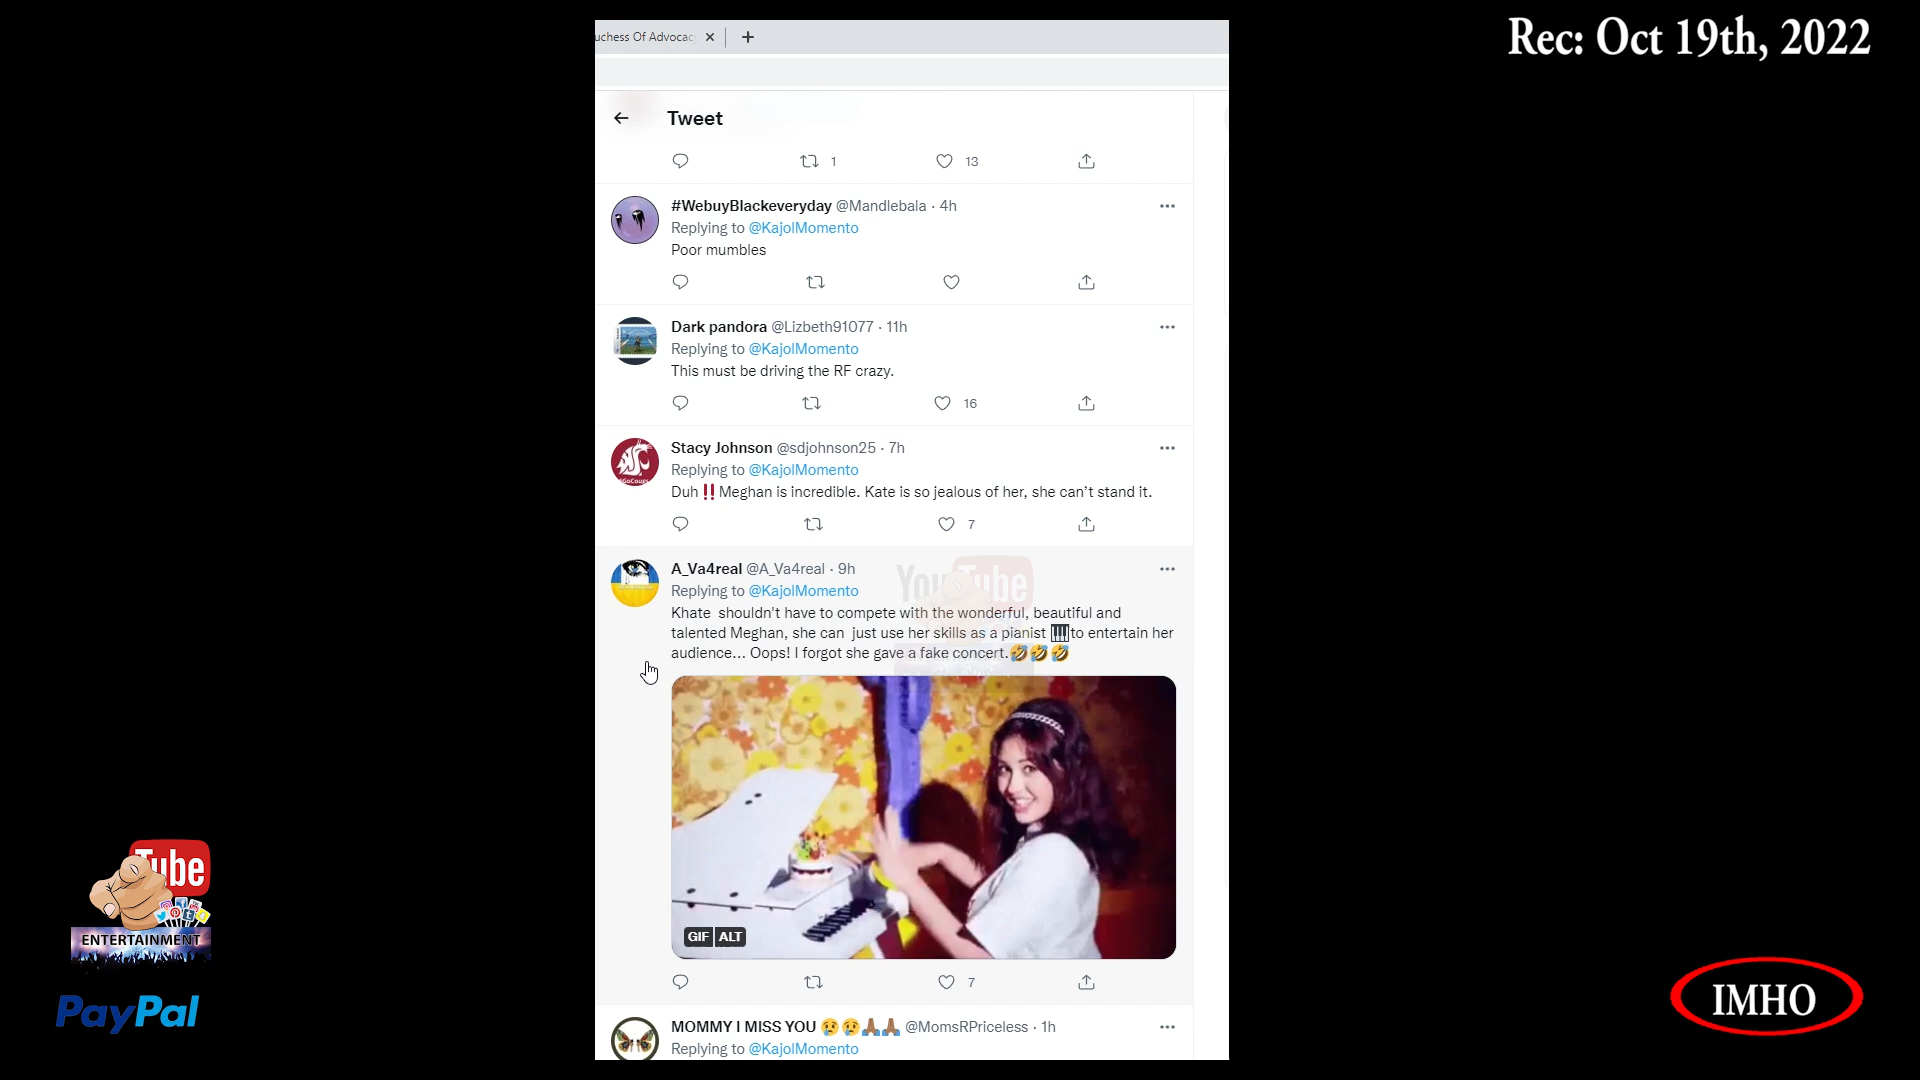 Rec: Oct 19th, 2022
uchess Of Advocac
Tweet
1
13
#WebuyBlackeveryday @Mandlebala · 4h
Replying to @KajolMomento
Poor mumbles
Dark pandora @Lizbeth91077 · 11h
Replying to @KajolMomento
This must be driving the RF crazy.
16
Stacy Johnson @sdjohnson25 · 7h
Replying to @KajolMomento
Duh‼️Meghan is incredible. Kate is so jealous of her, she can’t stand it.
7
A_Va4real @A_Va4real · 9h
Replying to @KajolMomento
Khate shouldn't have to compete with the wonderful, beautiful and
talented Meghan, she can just use her skills as a pianist 🎹to entertain her
audience... Oops! I forgot she gave a fake concert.🤣🤣🤣
YouTube
GIF ALT
7
MOMMY I MISS YOU 😢😢🙏🏾🙏🏾 @MomsRPriceless · 1h
Replying to @KajolMomento
Tube
ENTERTAINMENT
PayPal
IMHO